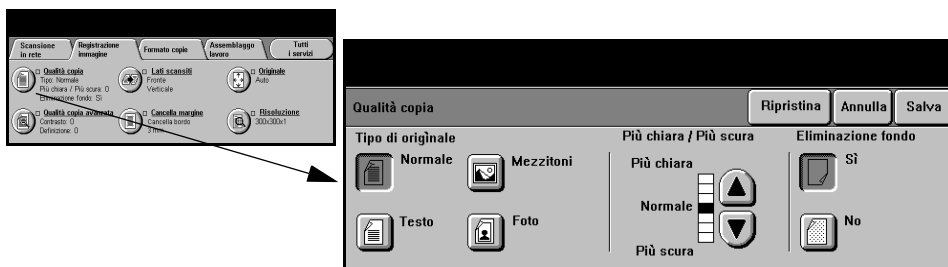 Scansione in rete
Registrazione immagine
Formato copie
Assemblaggo lavoro
Tutti i servizi
Qualità copia
Tipo: Normale
Più chiara / Più scura: 0
Eliminazione fondo: Sì
Lati scansiti
Fronte
Verticale
Originale
Auto
Qualità copia avanzata
Contrasto: 0
Definizione: 0
Cancella margine
Cancella bordo
3 mm
Risoluzione
300x300x1
Qualità copia
Ripristina
Annulla
Salva
Tipo di originale
Più chiara / Più scura
Eliminazione fondo
Normale
Mezzitoni
Testo
Foto
Più chiara
Normale
Più scura
Sì
No